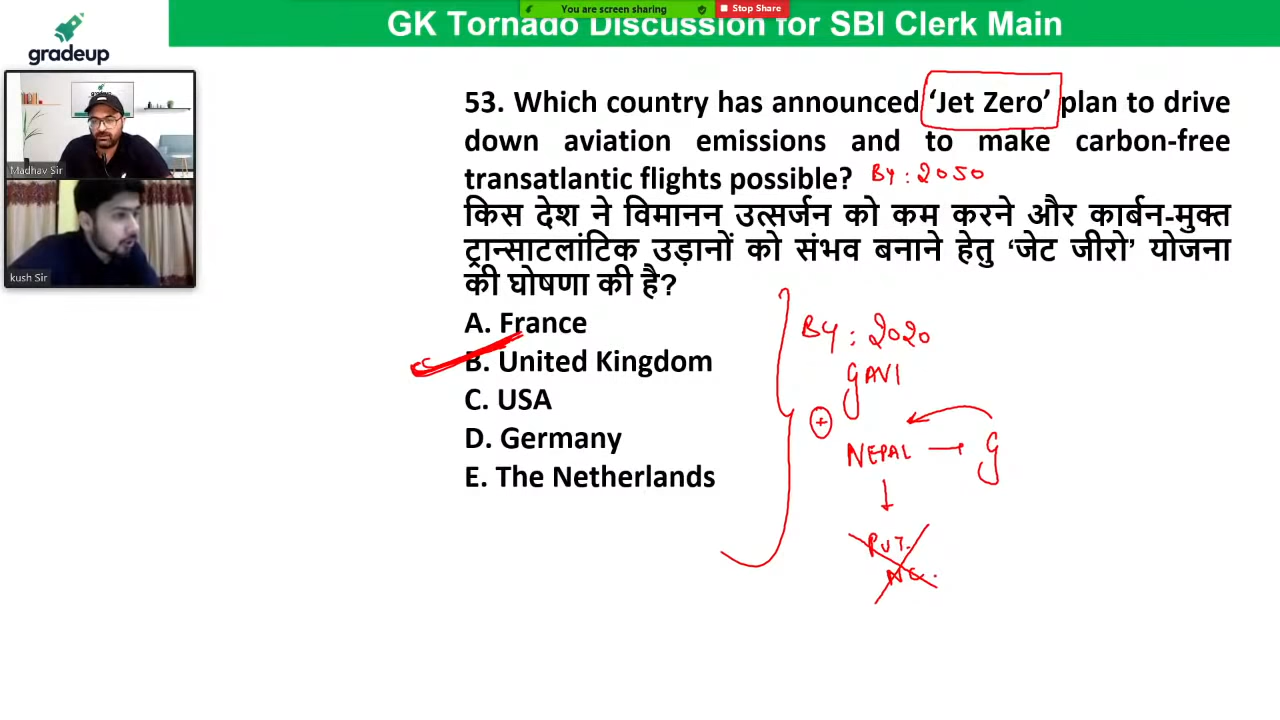 You are screen sharing
Stop Share
GK Tornado Discussion for SBI Clerk Main
gradeup
Madhav Sir
kush Sir
53. Which country has announced ‘Jet Zero’ plan to drive
down aviation emissions and to make carbon-free
transatlantic flights possible? BY : 2050
किस देश ने विमानन उत्सर्जन को कम करने और कार्बन-मुक्त
ट्रान्साटलांटिक उड़ानों को संभव बनाने हेतु ‘जेट जीरो’ योजना
की घोषणा की है?
A. France
B. United Kingdom
C. USA
D. Germany
E. The Netherlands
BY : 2020
GAVI
+
NEPAL → G